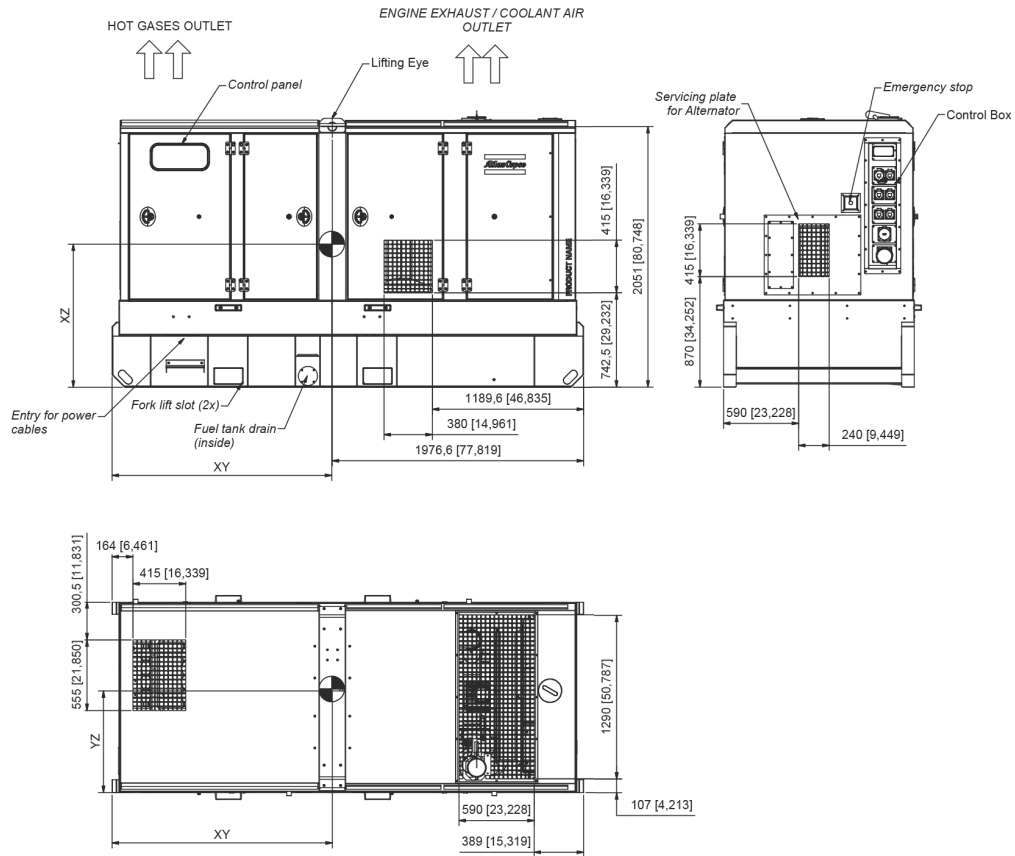 HOT GASES OUTLET
ENGINE EXHAUST / COOLANT AIR
OUTLET
Control panel
Lifting Eye
Servicing plate
for Alternator
Emergency stop
Control Box
Atlas Copco
PRODUCT NAME
415 [16,339]
2051 [80,748]
742,5 [29,232]
XZ
415 [16,339]
870 [34,252]
1189,6 [46,835]
380 [14,961]
1976,6 [77,819]
XY
590 [23,228]
240 [9,449]
Entry for power
cables
Fork lift slot (2x)
Fuel tank drain
(inside)
164 [6,461]
415 [16,339]
300,5 [11,831]
555 [21,850]
YZ
XY
1290 [50,787]
590 [23,228]
107 [4,213]
389 [15,319]